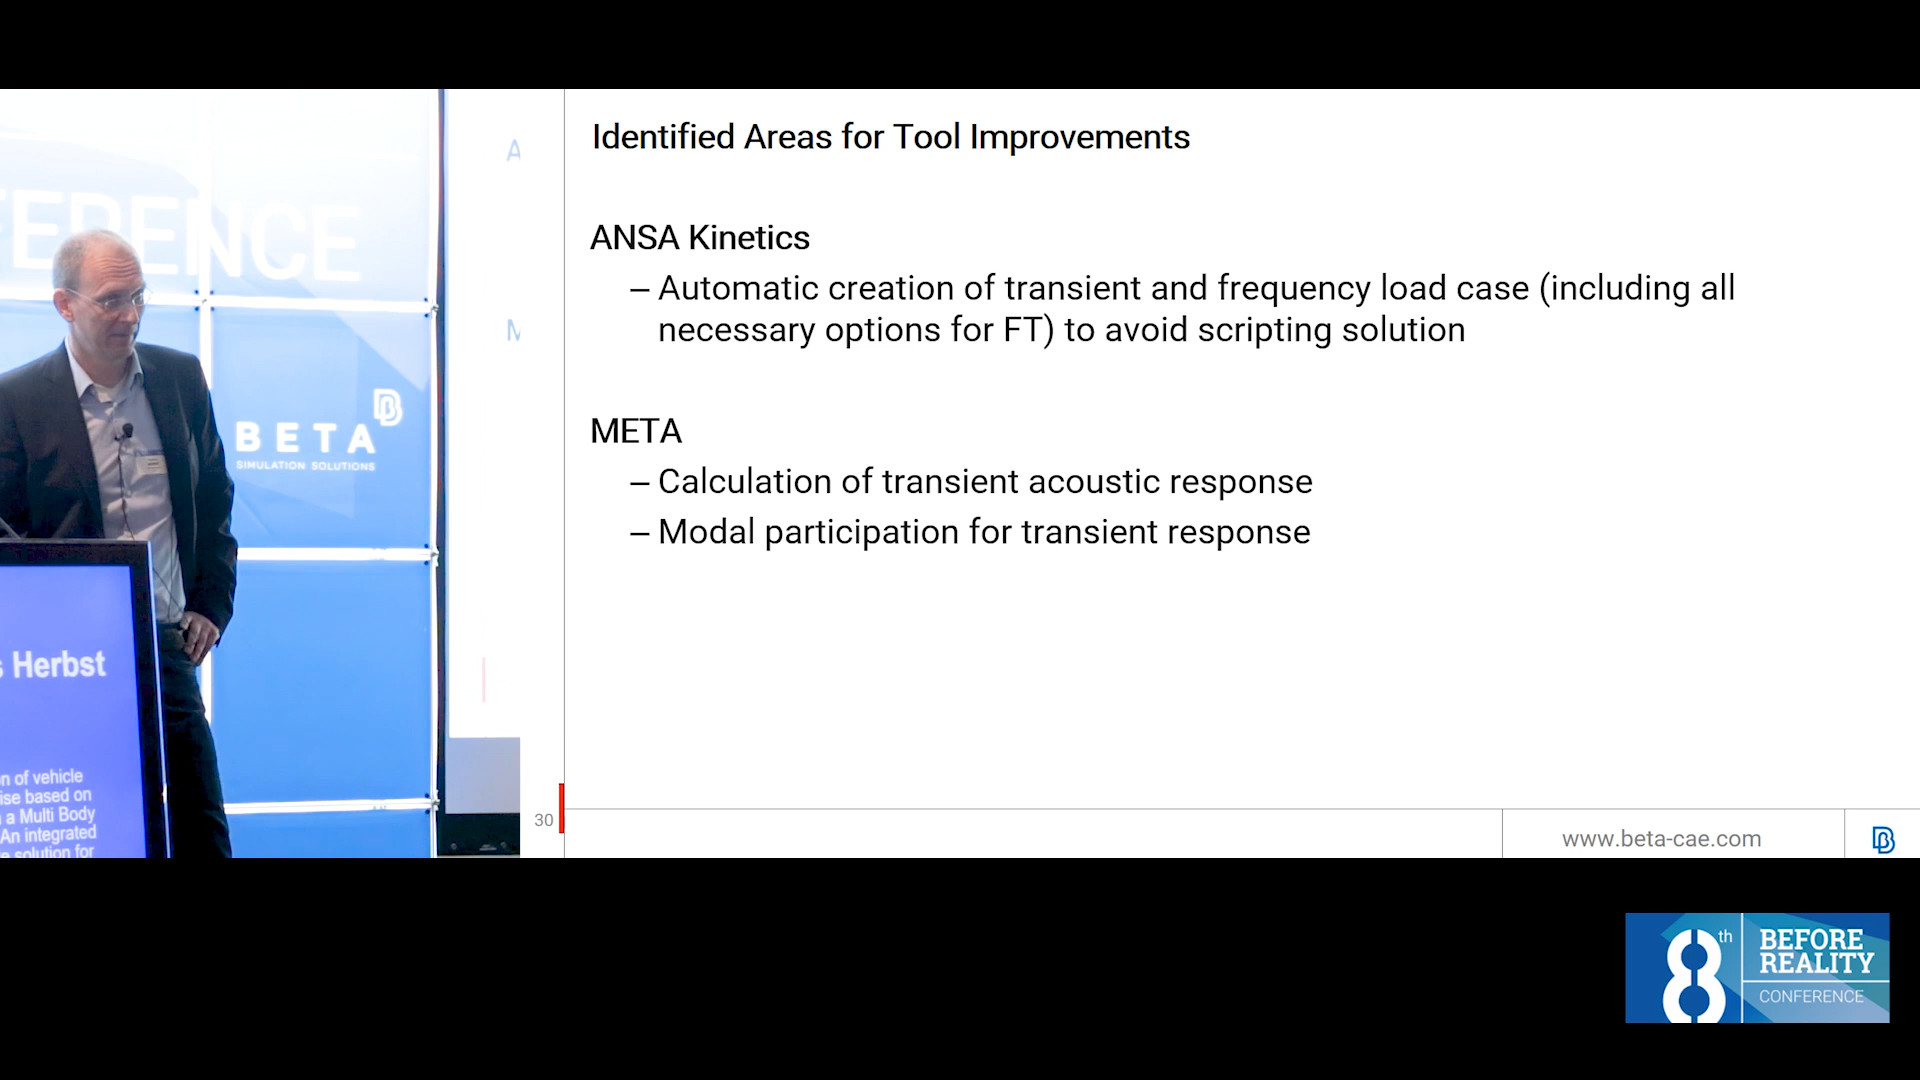 Identified Areas for Tool Improvements
ANSA Kinetics
– Automatic creation of transient and frequency load case (including all
necessary options for FT) to avoid scripting solution
META
– Calculation of transient acoustic response
– Modal participation for transient response
30
www.beta-cae.com
FERENCE
BETA
SIMULATION SOLUTIONS
A
M
s Herbst
n of vehicle
ise based on
a Multi Body
An integrated
e solution for
8th
BEFORE
REALITY
CONFERENCE